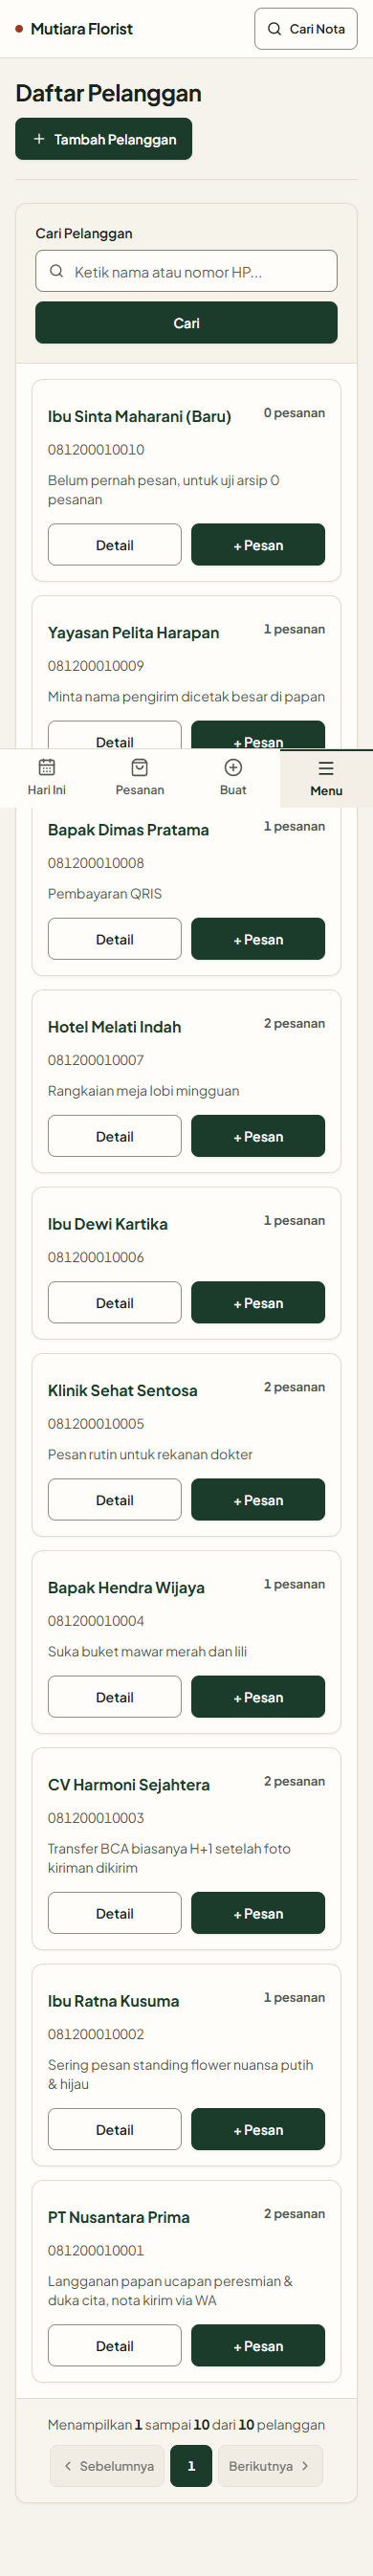 Mutiara Florist
Cari Nota
Daftar Pelanggan
+ Tambah Pelanggan
Cari Pelanggan
Ketik nama atau nomor HP...
Cari
Ibu Sinta Maharani (Baru)
0 pesanan
081200010010
Belum pernah pesan, untuk uji arsip 0
pesanan
Detail
+ Pesan
Yayasan Pelita Harapan
1 pesanan
081200010009
Minta nama pengirim dicetak besar di papan
Detail
+ Pesan
Hari Ini
Pesanan
Buat
Menu
Bapak Dimas Pratama
1 pesanan
081200010008
Pembayaran QRIS
Detail
+ Pesan
Hotel Melati Indah
2 pesanan
081200010007
Rangkaian meja lobi mingguan
Detail
+ Pesan
Ibu Dewi Kartika
1 pesanan
081200010006
Detail
+ Pesan
Klinik Sehat Sentosa
2 pesanan
081200010005
Pesan rutin untuk rekanan dokter
Detail
+ Pesan
Bapak Hendra Wijaya
1 pesanan
081200010004
Suka buket mawar merah dan lili
Detail
+ Pesan
CV Harmoni Sejahtera
2 pesanan
081200010003
Transfer BCA biasanya H+1 setelah foto
kiriman dikirim
Detail
+ Pesan
Ibu Ratna Kusuma
1 pesanan
081200010002
Sering pesan standing flower nuansa putih
& hijau
Detail
+ Pesan
PT Nusantara Prima
2 pesanan
081200010001
Langganan papan ucapan peresmian &
duka cita, nota kirim via WA
Detail
+ Pesan
Menampilkan 1 sampai 10 dari 10 pelanggan
Sebelumnya
1
Berikutnya